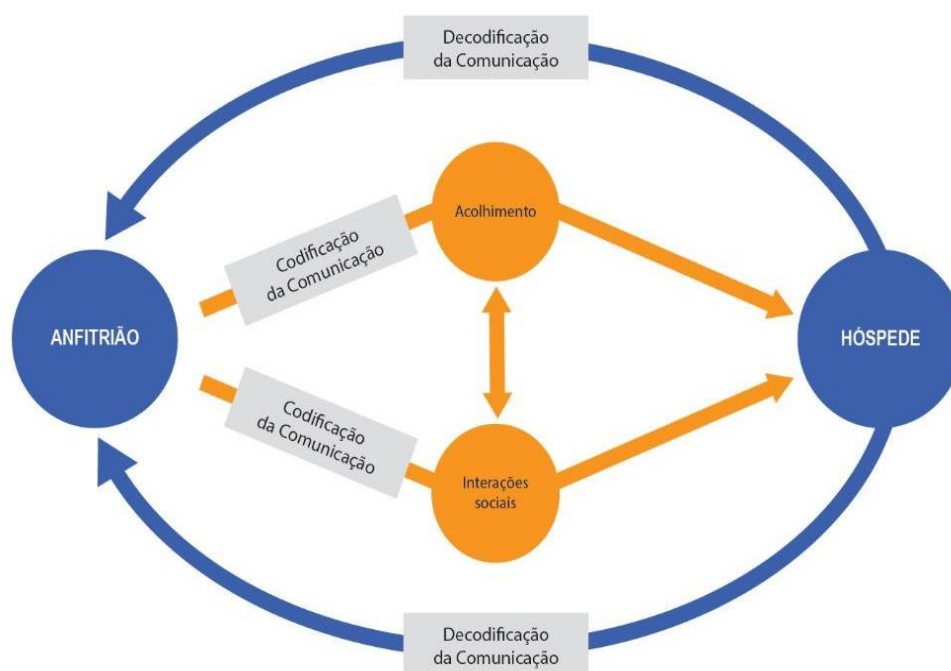 Decodificação
da Comunicação
Codificação
da Comunicação
Acolhimento
ANFITRIÃO
HÓSPEDE
Codificação
da Comunicação
Interações
sociais
Decodificação
da Comunicação